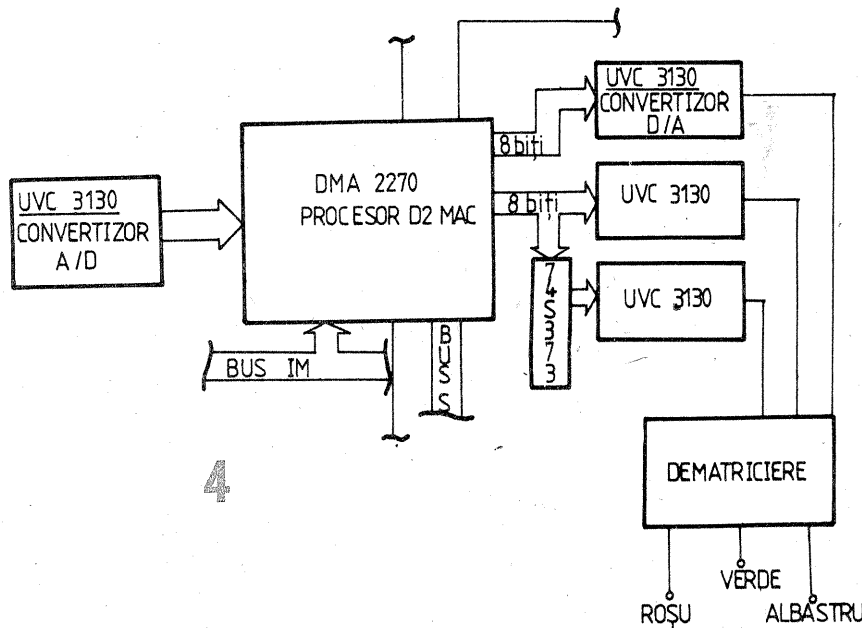 UVC 3130
CONVERTIZOR
D/A
8 biți
DMA 2270
PROCESOR D2 MAC
8 biți
UVC 3130
UVC 3130
CONVERTIZOR
A/D
74S373
UVC 3130
BUS IM
BUS S
4
DEMATRICIERE
ROȘU
VERDE
ALBASTRU